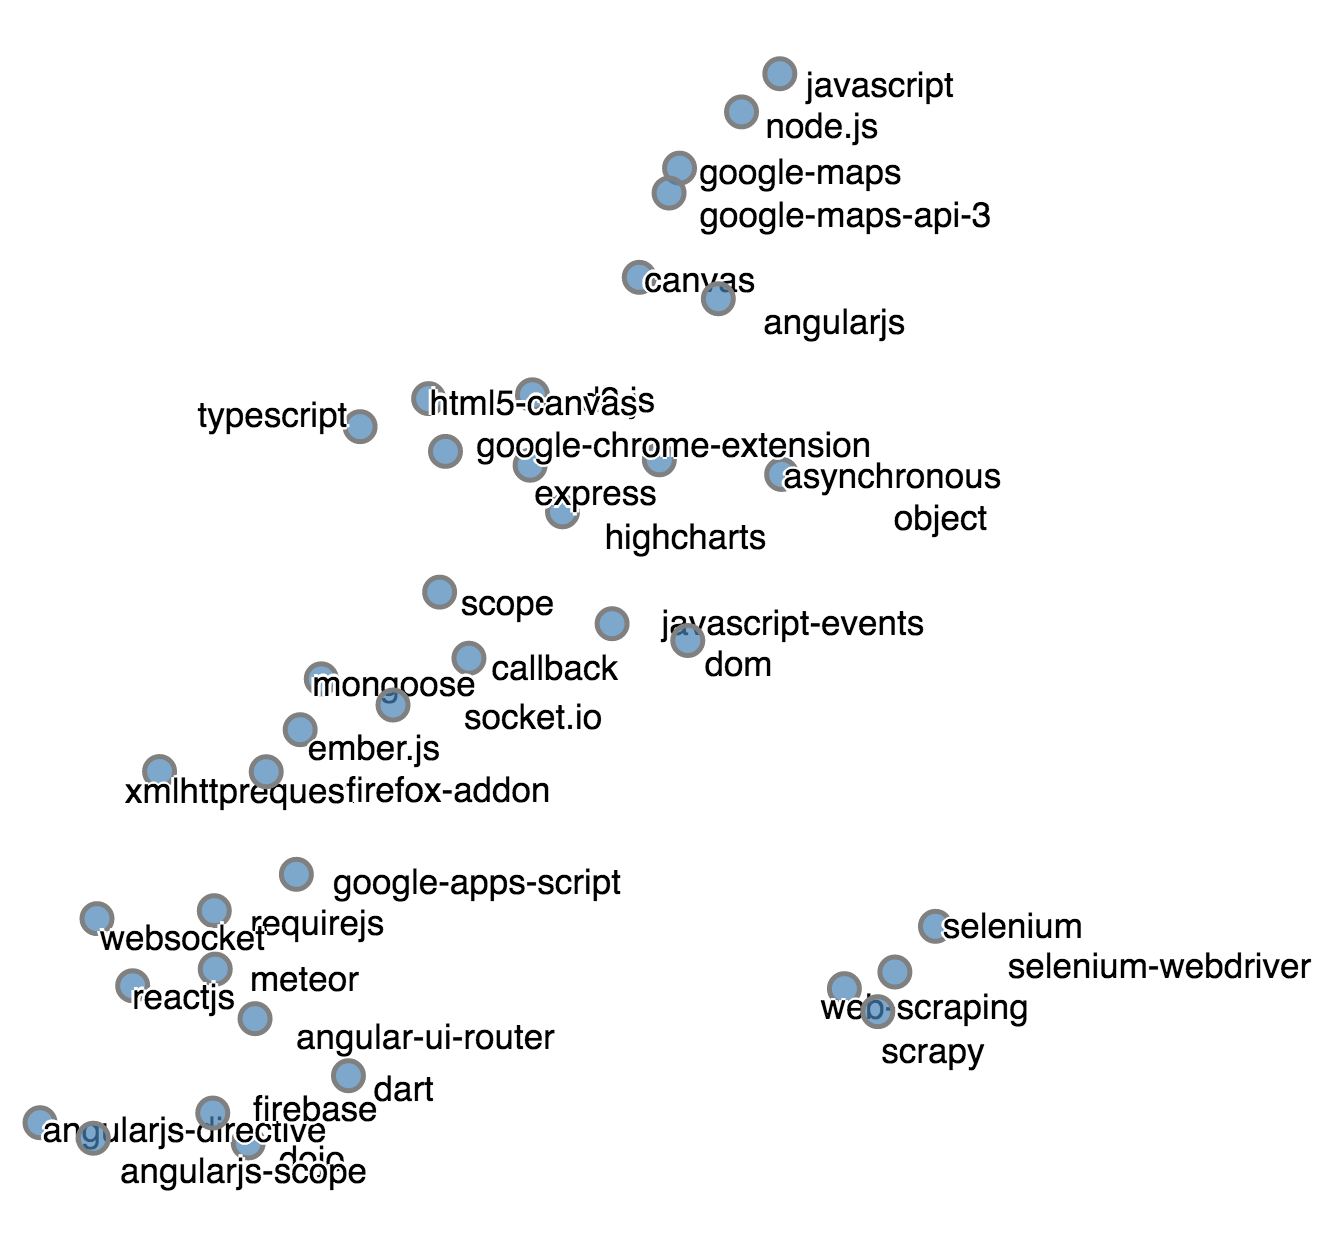 javascript
node.js
google-maps
google-maps-api-3
canvas
angularjs
d3.js
html5-canvas
typescript
google-chrome-extension
asynchronous
express
object
highcharts
scope
javascript-events
dom
callback
mongoose
socket.io
ember.js
xmlhttpreques
firefox-addon
google-apps-script
requirejs
websocket
selenium
selenium-webdriver
meteor
reactjs
web-scraping
angular-ui-router
scrapy
dart
firebase
angularjs-directive
dojo
angularjs-scope